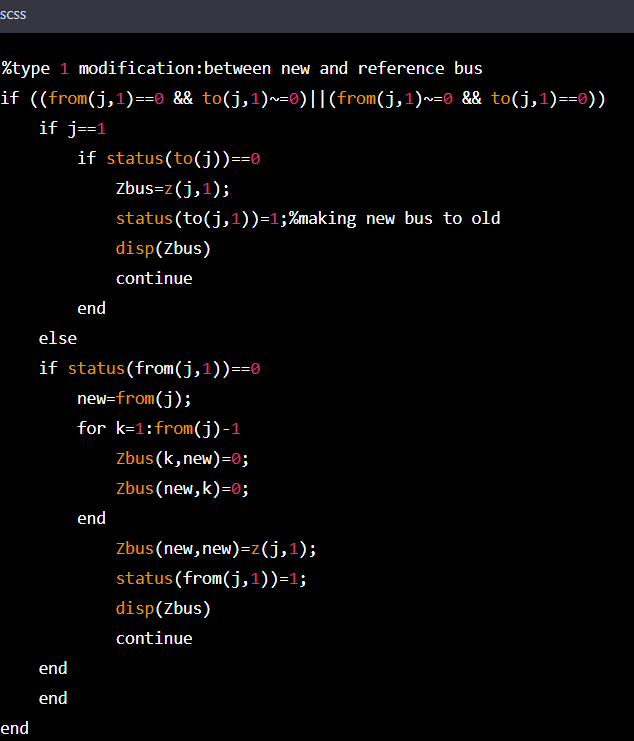 scss
%type 1 modification:between new and reference bus
if ((from(j,1)==0 && to(j,1)~=0)||(from(j,1)~=0 && to(j,1)==0))
    if j==1
        if status(to(j))==0
            Zbus=z(j,1);
            status(to(j,1))=1;%making new bus to old
            disp(Zbus)
            continue
        end
    else
    if status(from(j,1))==0
        new=from(j);
        for k=1:from(j)-1
            Zbus(k,new)=0;
            Zbus(new,k)=0;
        end
            Zbus(new,new)=z(j,1);
            status(from(j,1))=1;
            disp(Zbus)
            continue
    end
    end
end